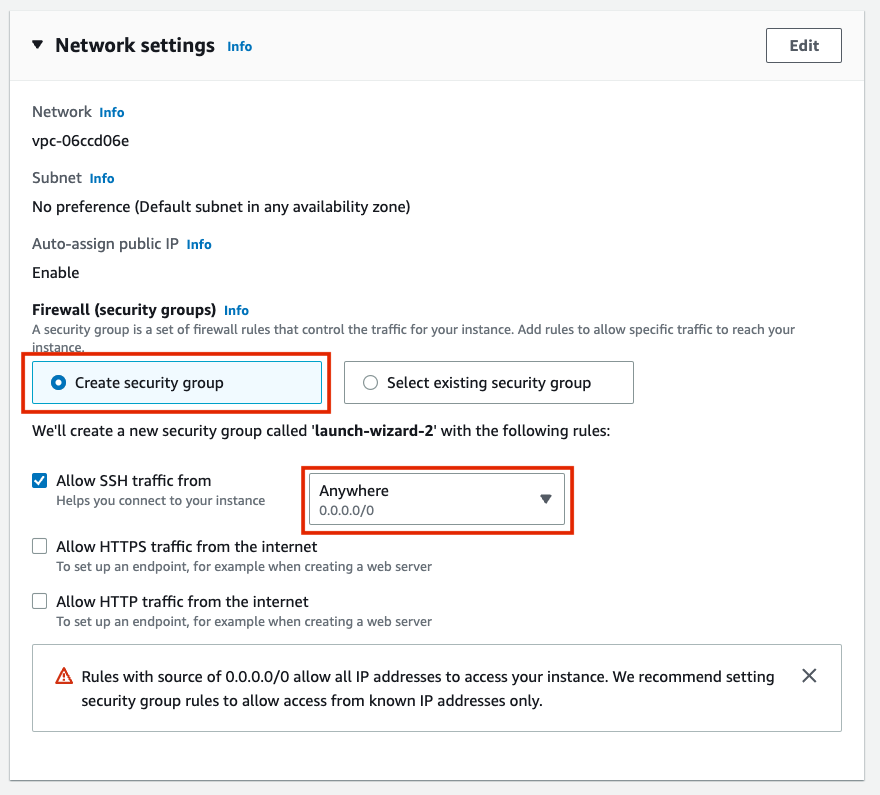 Network settings Info
Edit
Network Info
vpc-06ccd06e
Subnet Info
No preference (Default subnet in any availability zone)
Auto-assign public IP Info
Enable
Firewall (security groups) Info
A security group is a set of firewall rules that control the traffic for your instance. Add rules to allow specific traffic to reach your
instance.
Create security group
Select existing security group
We'll create a new security group called 'launch-wizard-2' with the following rules:
Allow SSH traffic from
Helps you connect to your instance
Anywhere
0.0.0.0/0
Allow HTTPS traffic from the internet
To set up an endpoint, for example when creating a web server
Allow HTTP traffic from the internet
To set up an endpoint, for example when creating a web server
Rules with source of 0.0.0.0/0 allow all IP addresses to access your instance. We recommend setting
security group rules to allow access from known IP addresses only.